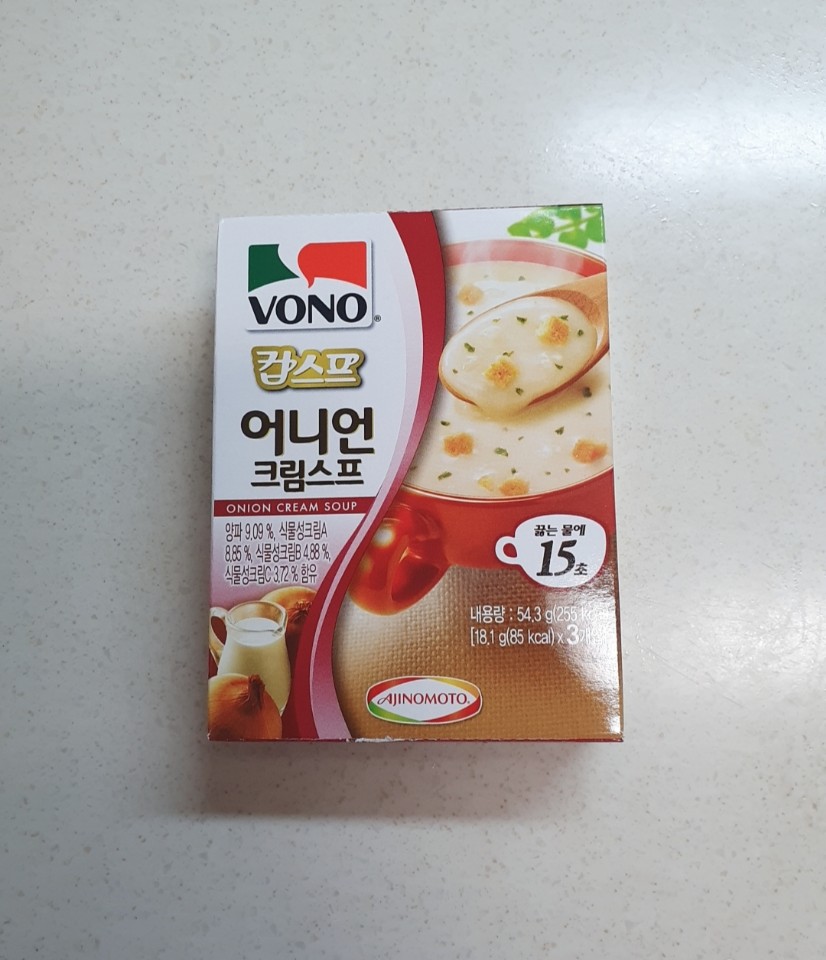 VONO®
컵스프
어니언
크림스프
ONION CREAM SOUP
양파 9.09 %, 식물성크림A
8.85 %, 식물성크림B 4.88 %,
식물성크림C 3.72 % 함유
끓는 물에
15초
내용량 : 54.3 g(255
[18.1 g(85 kcal) x 3개
AJINOMOTO®